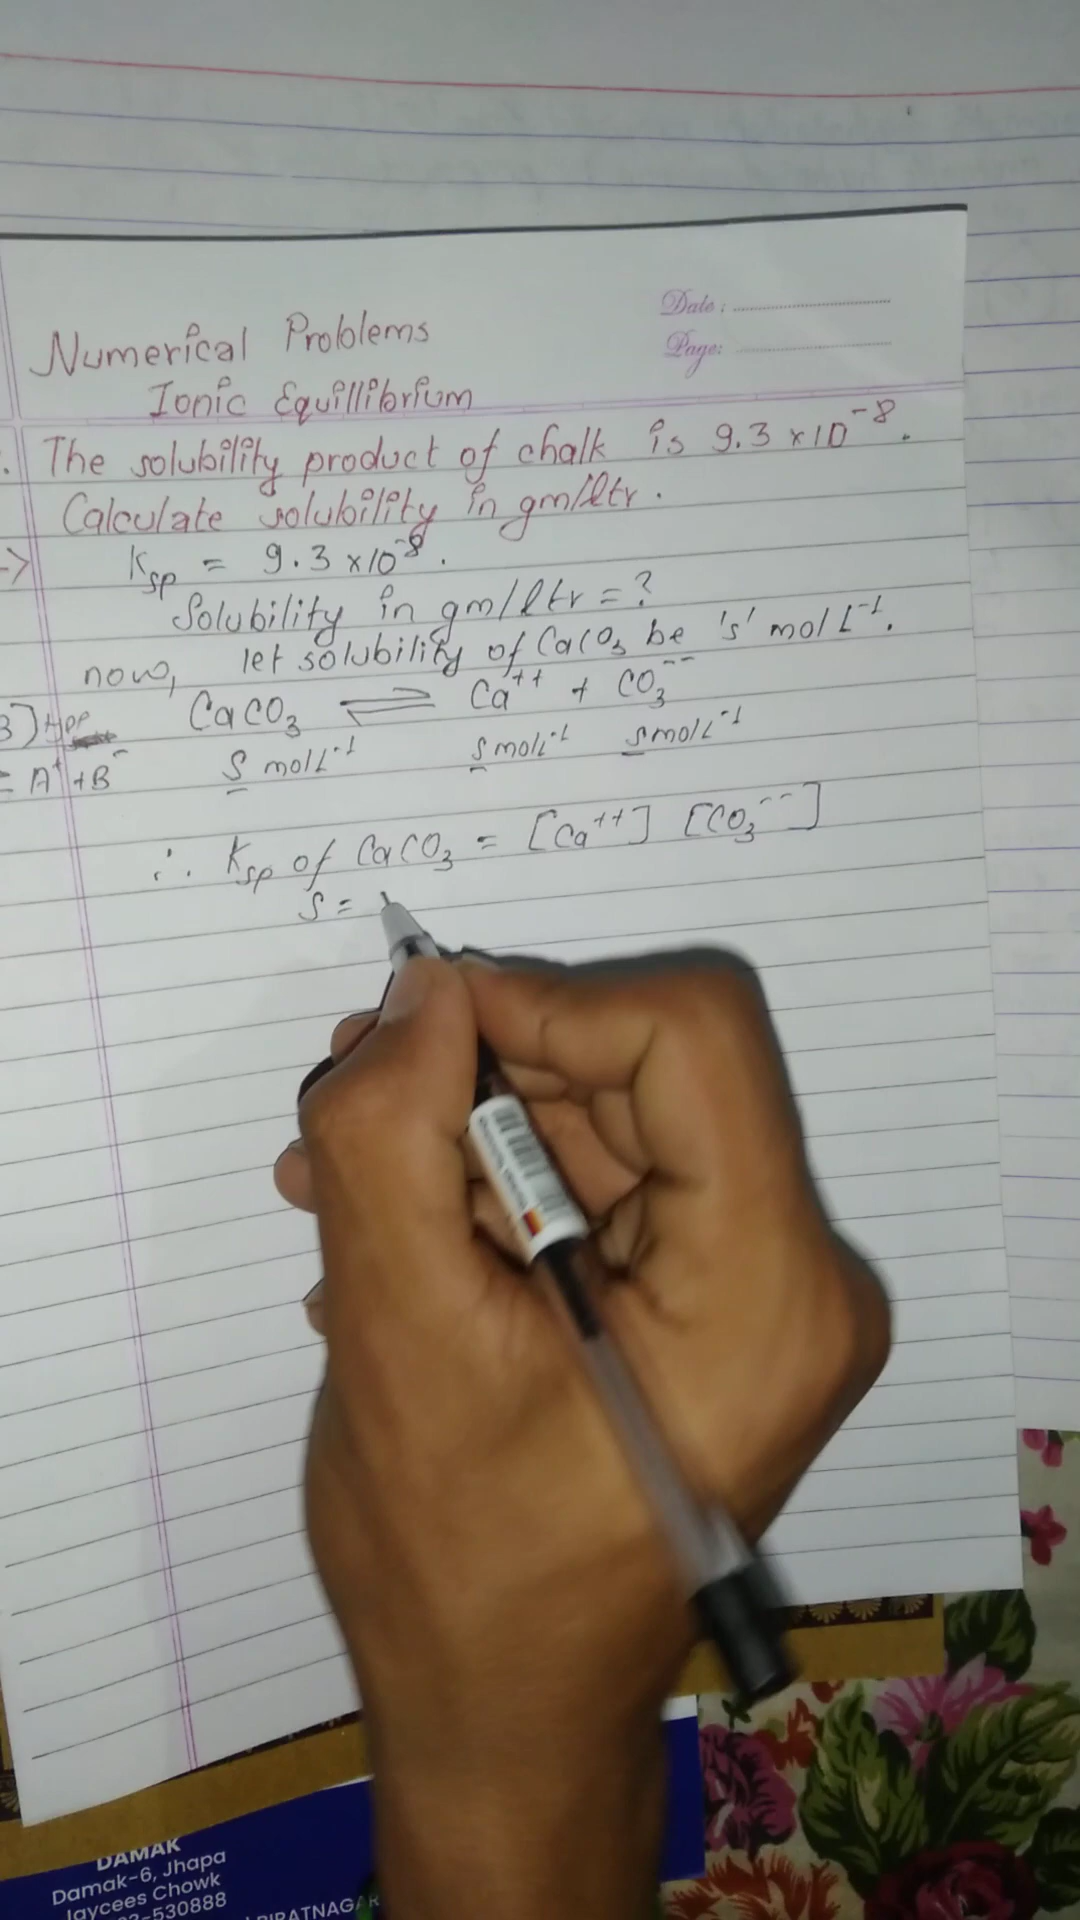 Date :
Page:
Numerical Problems
Ionic Equillibrium
. The solubility product of chalk is 9.3 x 10⁻⁸.
Calculate solubility in gm/ltr.
-> Ksp = 9.3 x 10⁻⁸.
Solubility in gm/ltr = ?
now, let solubility of CaCO₃ be 's' mol L⁻¹.
CaCO₃ ⇌ Ca⁺⁺ + CO₃⁻⁻
S mol L⁻¹ s mol L⁻¹ s mol L⁻¹
= A⁺ + B⁻
∴ Ksp of CaCO₃ = [Ca⁺⁺] [CO₃⁻⁻]
S =
DAMAK
Damak-6, Jhapa
Jaycees Chowk
-530888
BIRATNAGAR